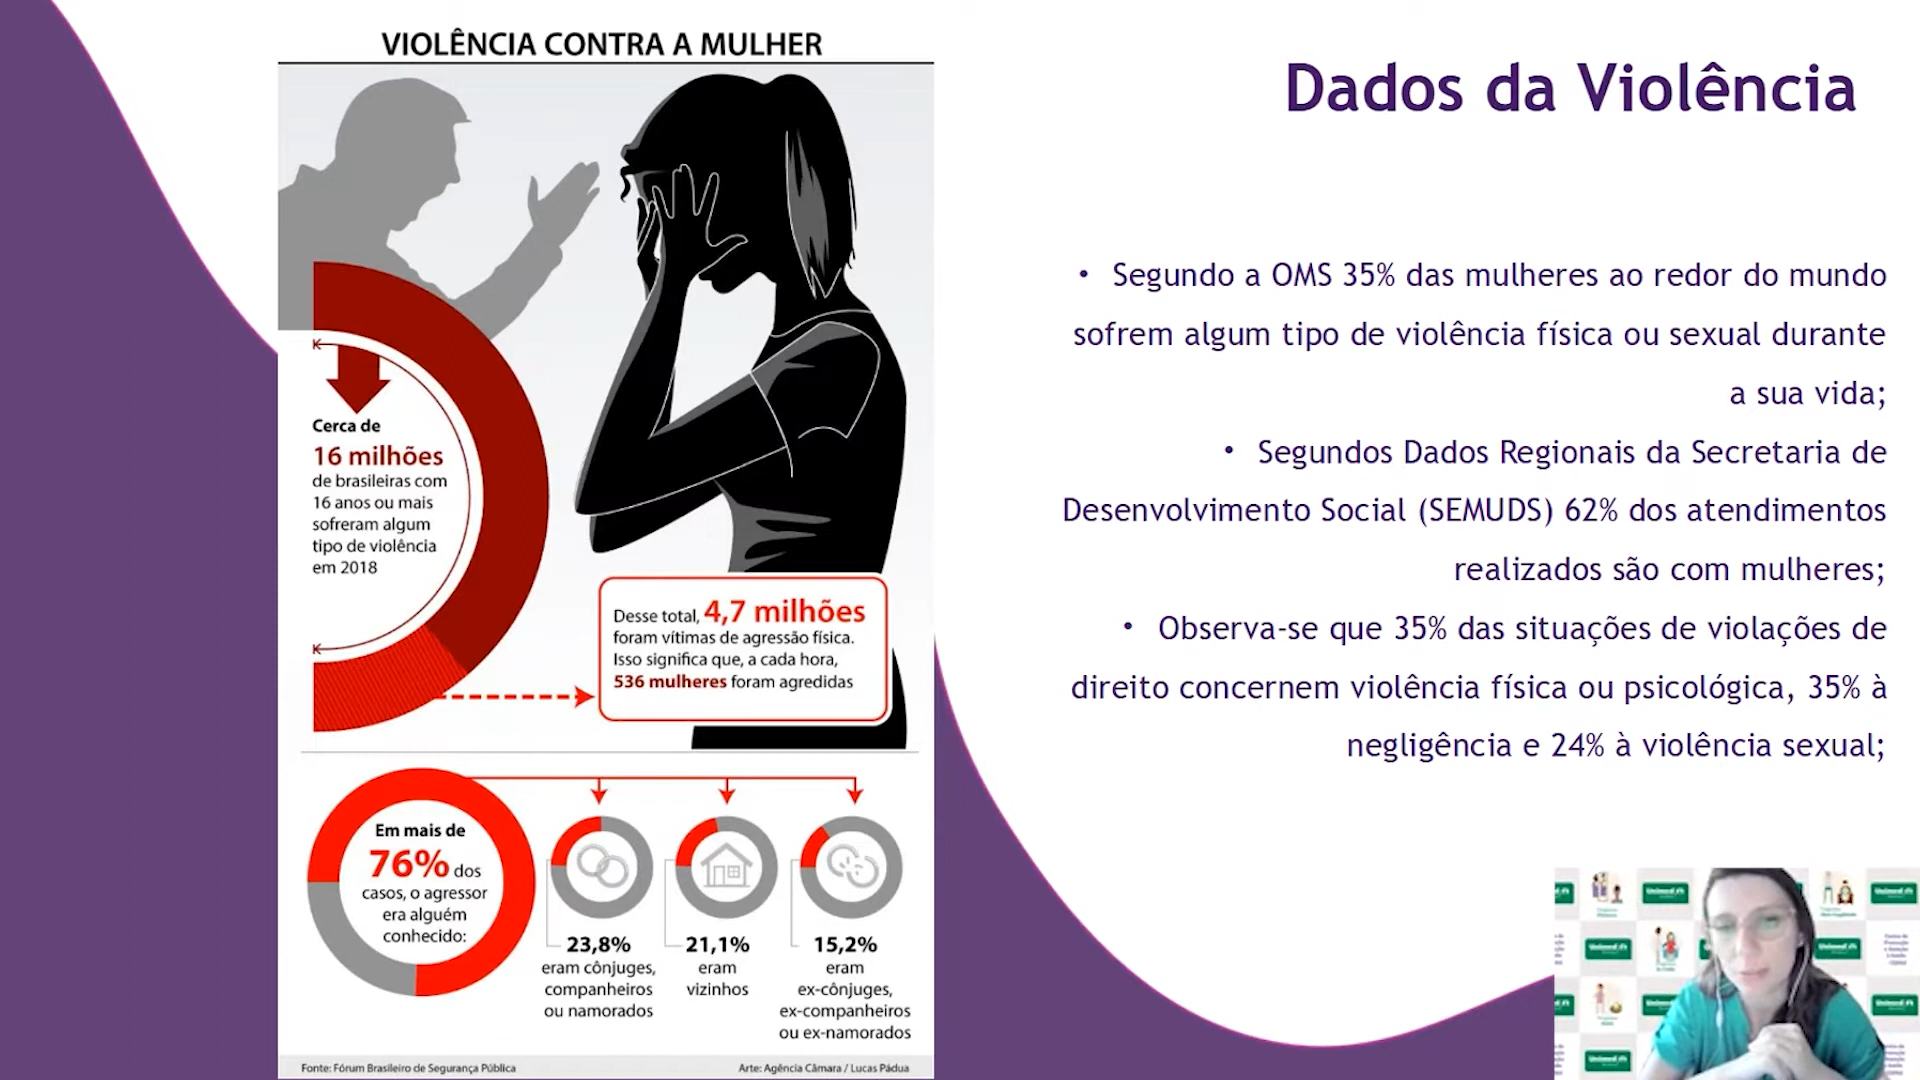 VIOLÊNCIA CONTRA A MULHER
Cerca de
16 milhões
de brasileiras com
16 anos ou mais
sofreram algum
tipo de violência
em 2018
Desse total, 4,7 milhões
foram vítimas de agressão física.
Isso significa que, a cada hora,
536 mulheres foram agredidas
Em mais de
76% dos
casos, o agressor
era alguém
conhecido:
23,8%
eram cônjuges,
companheiros
ou namorados
21,1%
eram
vizinhos
15,2%
eram
ex-cônjuges,
ex-companheiros
ou ex-namorados
Fonte: Fórum Brasileiro de Segurança Pública
Arte: Agência Câmara / Lucas Pádua
Dados da Violência
• Segundo a OMS 35% das mulheres ao redor do mundo
sofrem algum tipo de violência física ou sexual durante
a sua vida;
• Segundos Dados Regionais da Secretaria de
Desenvolvimento Social (SEMUDS) 62% dos atendimentos
realizados são com mulheres;
• Observa-se que 35% das situações de violações de
direito concernem violência física ou psicológica, 35% à
negligência e 24% à violência sexual;
Unimed
Unimed
Unimed
Unimed
Unimed
Unimed
Unimed